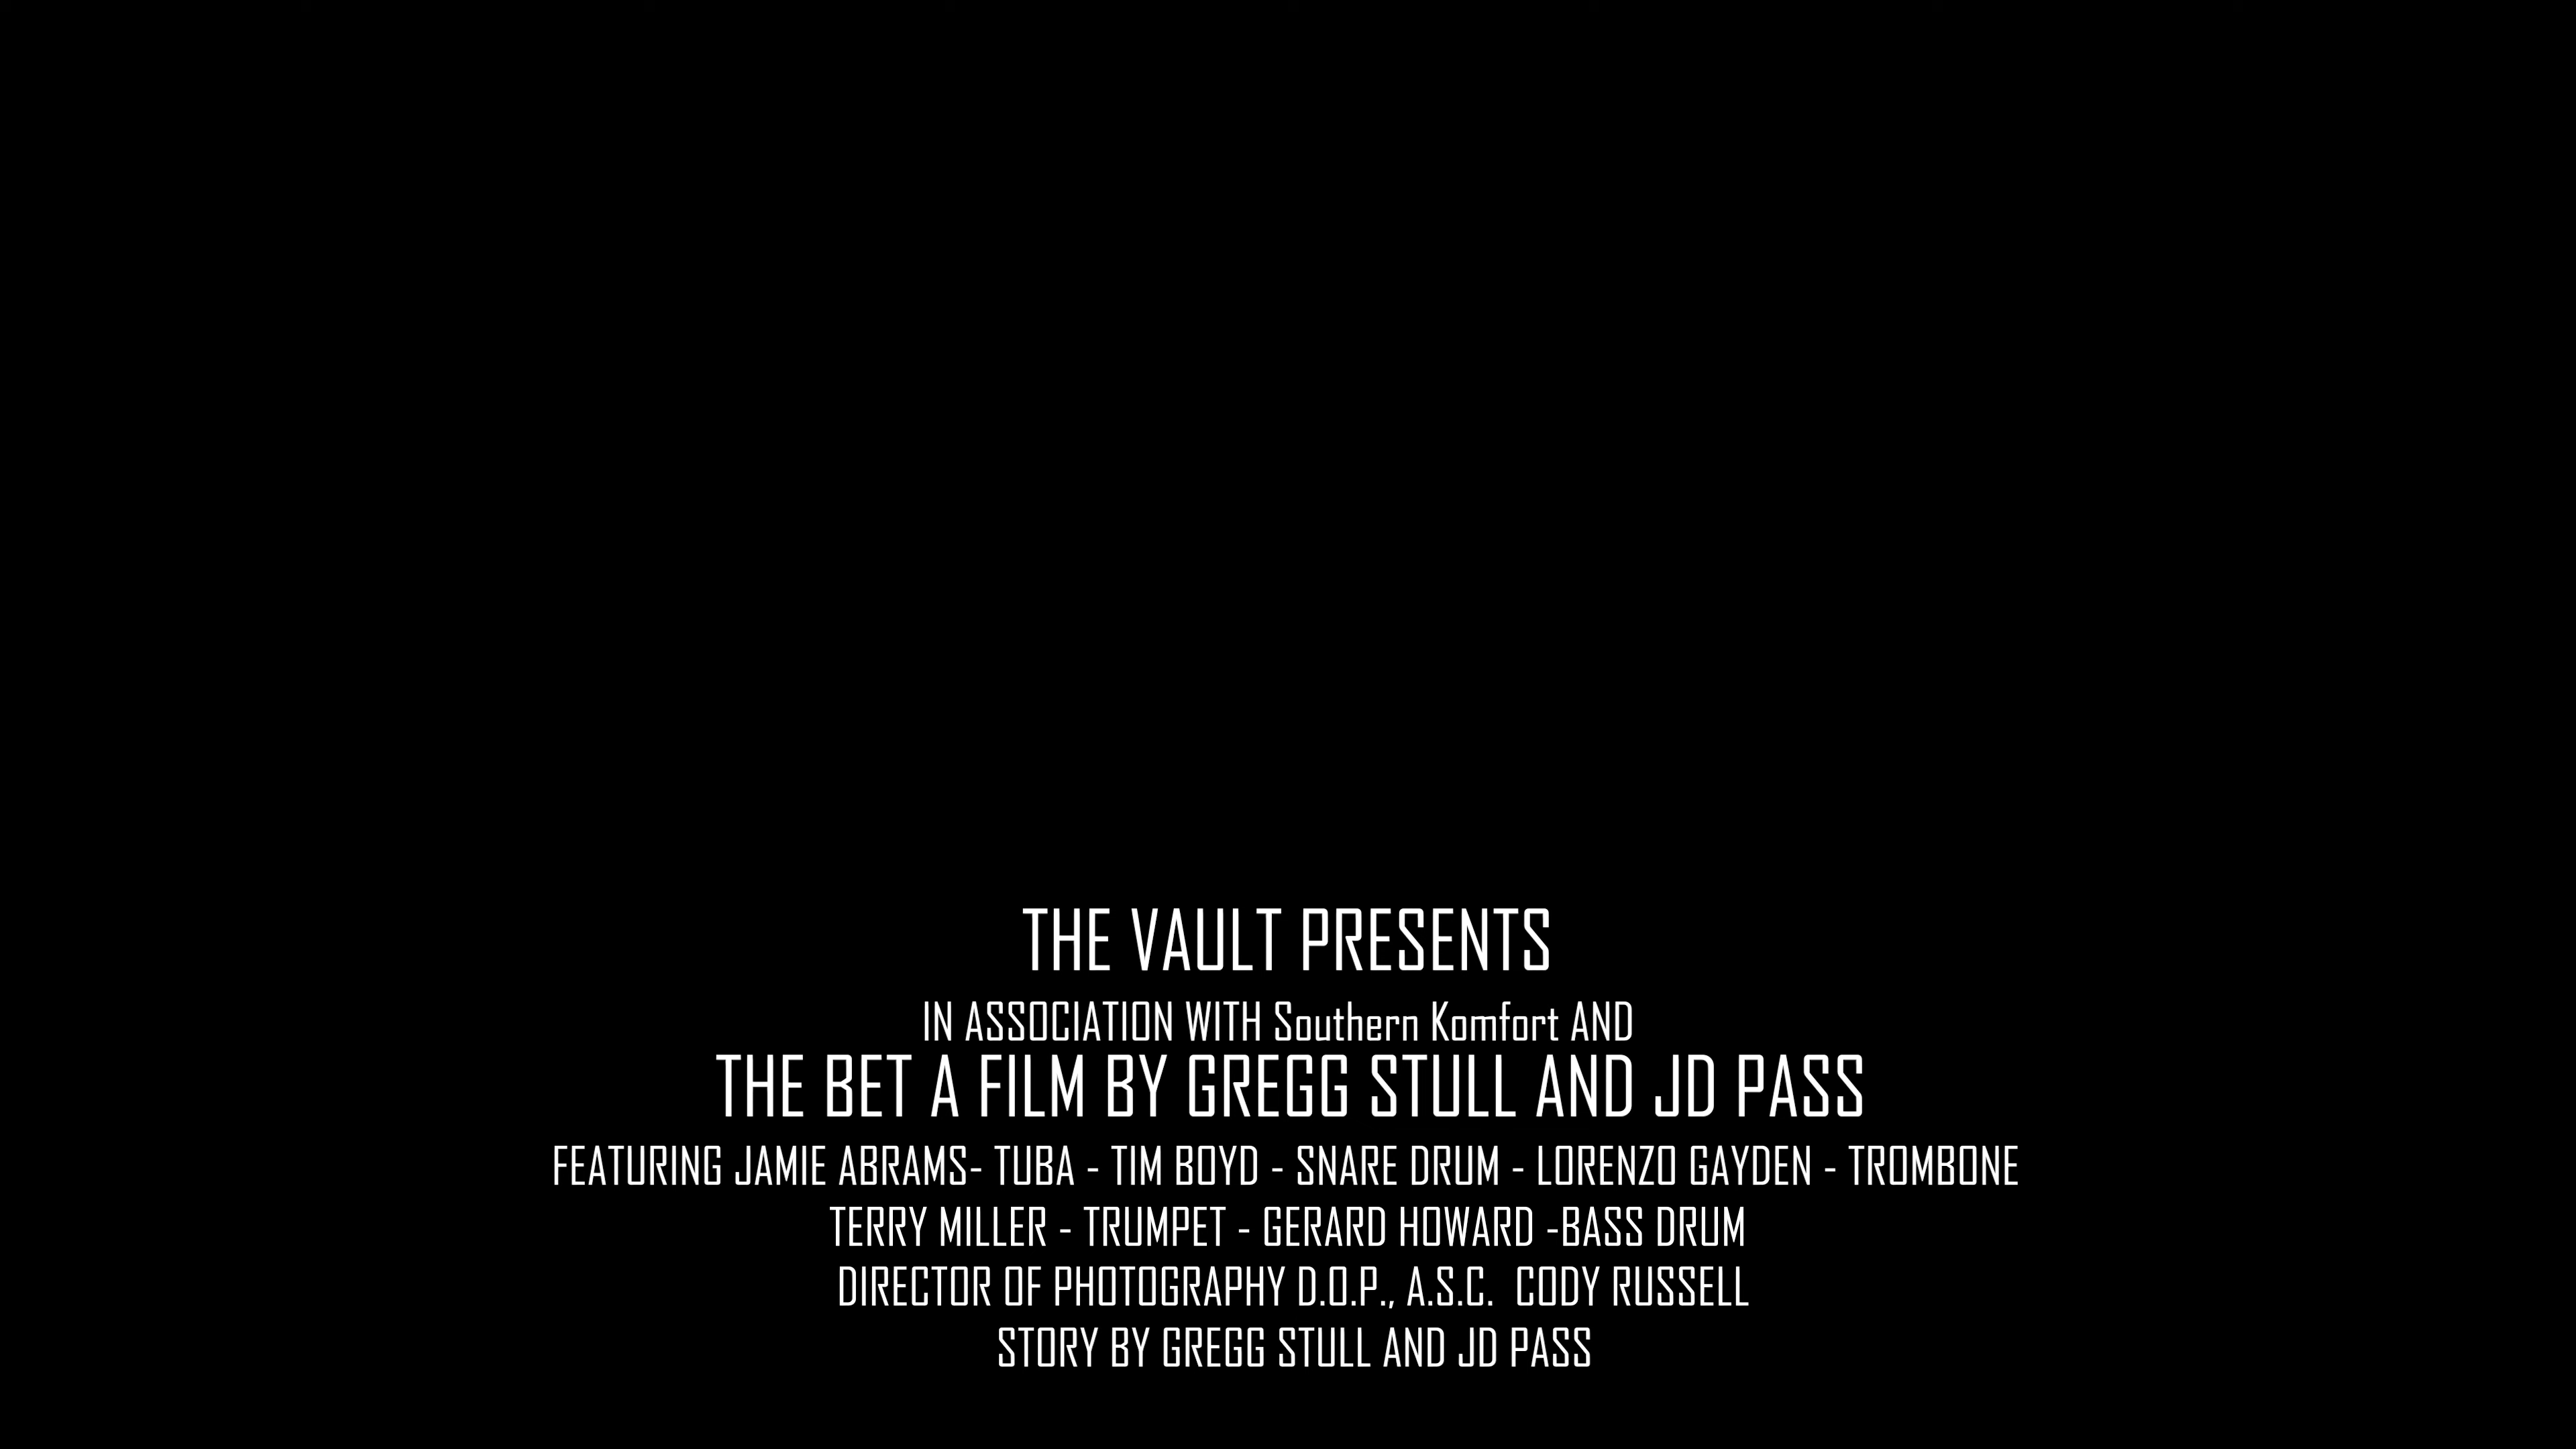 THE VAULT PRESENTS
IN ASSOCIATION WITH Southern Komfort AND
THE BET A FILM BY GREGG STULL AND JD PASS
FEATURING JAMIE ABRAMS- TUBA - TIM BOYD - SNARE DRUM - LORENZO GAYDEN - TROMBONE
TERRY MILLER - TRUMPET - GERARD HOWARD -BASS DRUM
DIRECTOR OF PHOTOGRAPHY D.O.P., A.S.C.  CODY RUSSELL
STORY BY GREGG STULL AND JD PASS